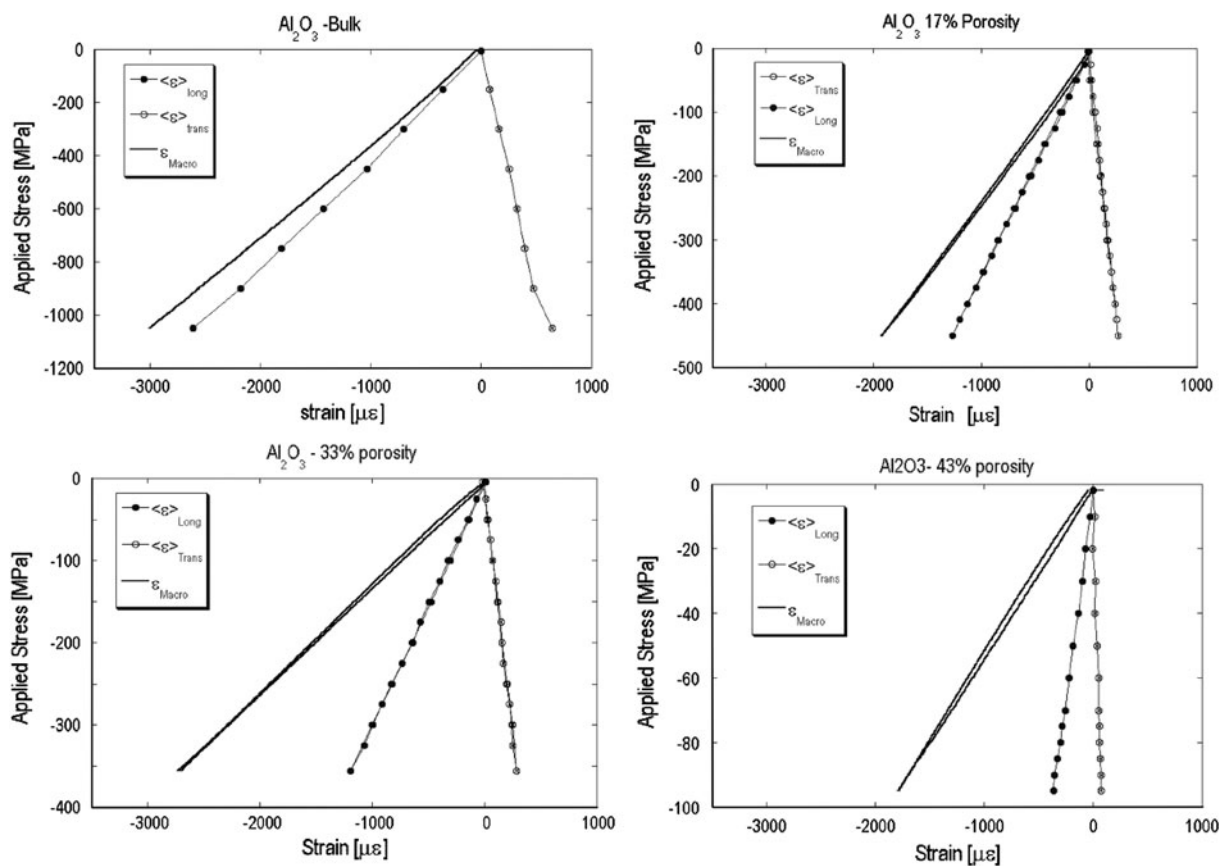 Al2O3 -Bulk
0
-200
-400
-600
-800
-1000
-1200
Applied Stress [MPa]
<ε>long
<ε>trans
εMacro
-3000 -2000 -1000 0 1000
strain [με]
Al2O3 17% Porosity
0
-100
-200
-300
-400
-500
Applied Stress [MPa]
<ε>Trans
<ε>Long
εMacro
-3000 -2000 -1000 0 1000
Strain [με]
Al2O3 - 33% porosity
0
-100
-200
-300
-400
Applied Stress [MPa]
<ε>Long
<ε>Trans
εMacro
-3000 -2000 -1000 0 1000
Strain [με]
Al2O3- 43% porosity
0
-20
-40
-60
-80
-100
Applied Stress [MPa]
<ε>Long
<ε>Trans
εMacro
-3000 -2000 -1000 0 1000
Strain [με]